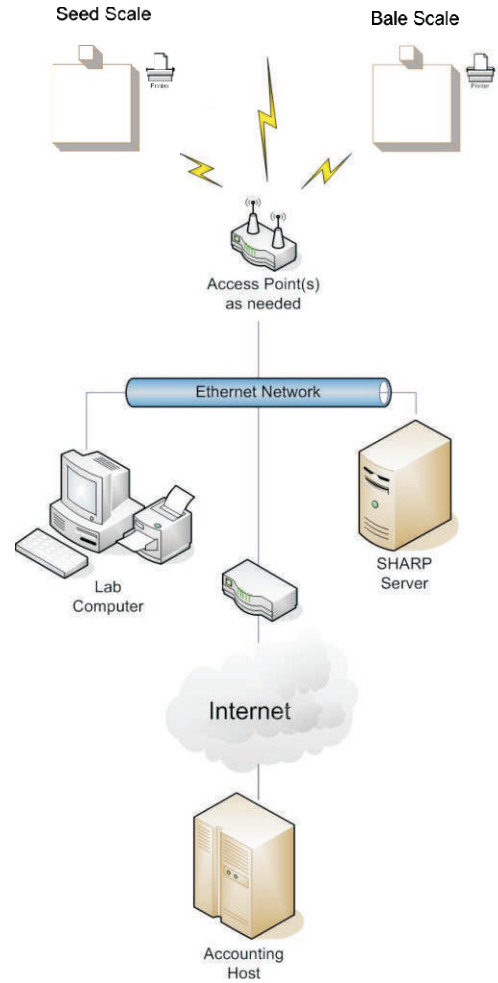 Seed Scale
Bale Scale
Printer
Printer
Access Point(s)
as needed
Ethernet Network
Lab
Computer
SHARP
Server
Internet
Accounting
Host